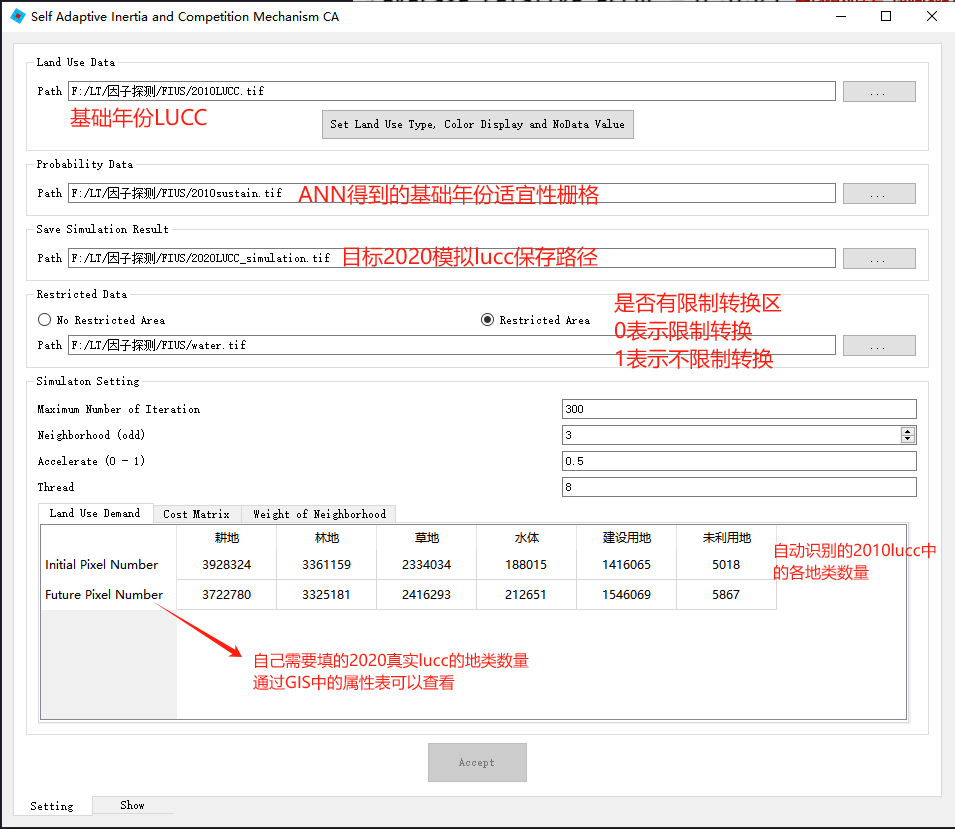 Self Adaptive Inertia and Competition Mechanism CA
Land Use Data
Path F:/LT/因子探测/FIUS/2010LUCC.tif ...
基础年份LUCC
Set Land Use Type, Color Display and NoData Value
Probability Data
Path F:/LT/因子探测/FIUS/2010sustain.tif ANN得到的基础年份适宜性栅格 ...
Save Simulation Result
Path F:/LT/因子探测/FIUS/2020LUCC_simulation.tif 目标2020模拟lucc保存路径 ...
Restricted Data
是否有限制转换区
No Restricted Area Restricted Area
0表示限制转换
Path F:/LT/因子探测/FIUS/water.tif ...
1表示不限制转换
Simulaton Setting
Maximum Number of Iteration 300
Neighborhood (odd) 3
Accelerate (0 - 1) 0.5
Thread 8
Land Use Demand Cost Matrix Weight of Neighborhood
耕地 林地 草地 水体 建设用地 未利用地
Initial Pixel Number 3928324 3361159 2334034 188015 1416065 5018
Future Pixel Number 3722780 3325181 2416293 212651 1546069 5867
自动识别的2010lucc中
的各地类数量
自己需要填的2020真实lucc的地类数量
通过GIS中的属性表可以查看
Accept
Setting Show